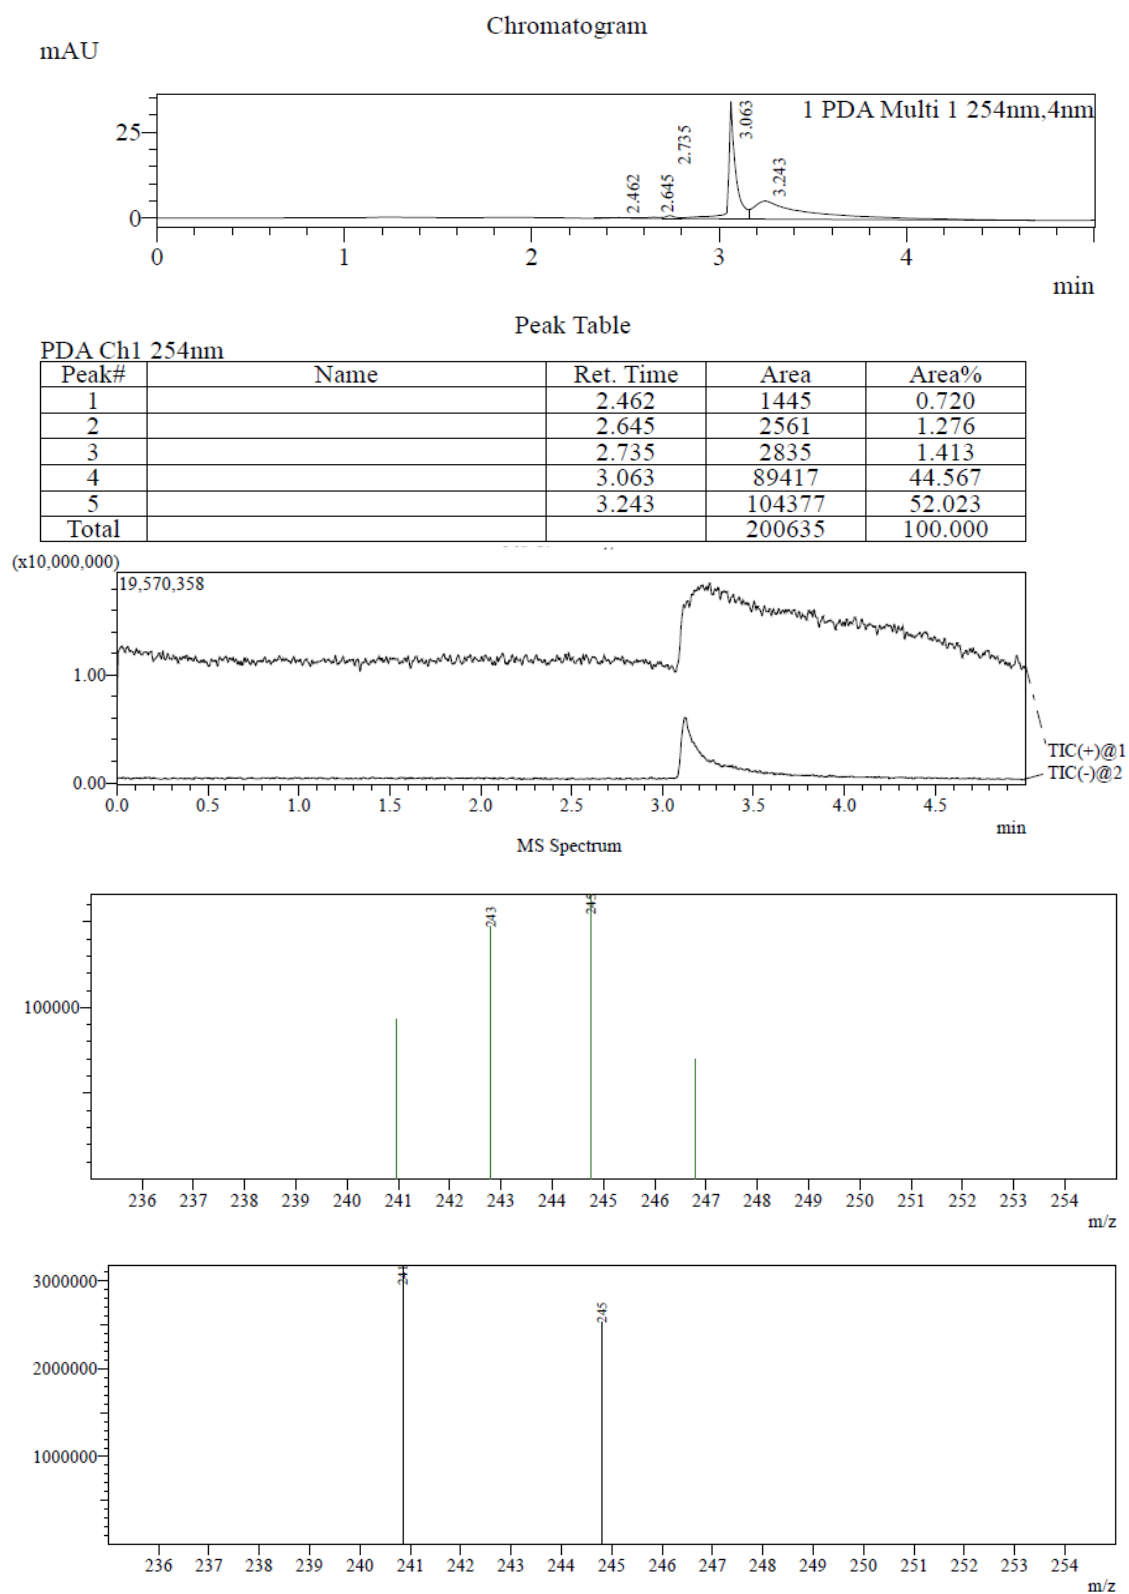 Chromatogram
mAU
1 PDA Multi 1 254nm,4nm
25
0
2.462
2.645
2.735
3.063
3.243
0 1 2 3 4
min
Peak Table
PDA Ch1 254nm
Peak# Name Ret. Time Area Area%
1 2.462 1445 0.720
2 2.645 2561 1.276
3 2.735 2835 1.413
4 3.063 89417 44.567
5 3.243 104377 52.023
Total 200635 100.000
(x10,000,000)
19,570,358
1.00
0.00
TIC(+)@1
TIC(-)@2
0.0 0.5 1.0 1.5 2.0 2.5 3.0 3.5 4.0 4.5
min
MS Spectrum
243
245
100000
236 237 238 239 240 241 242 243 244 245 246 247 248 249 250 251 252 253 254
m/z
3000000
2000000
1000000
241
245
236 237 238 239 240 241 242 243 244 245 246 247 248 249 250 251 252 253 254
m/z